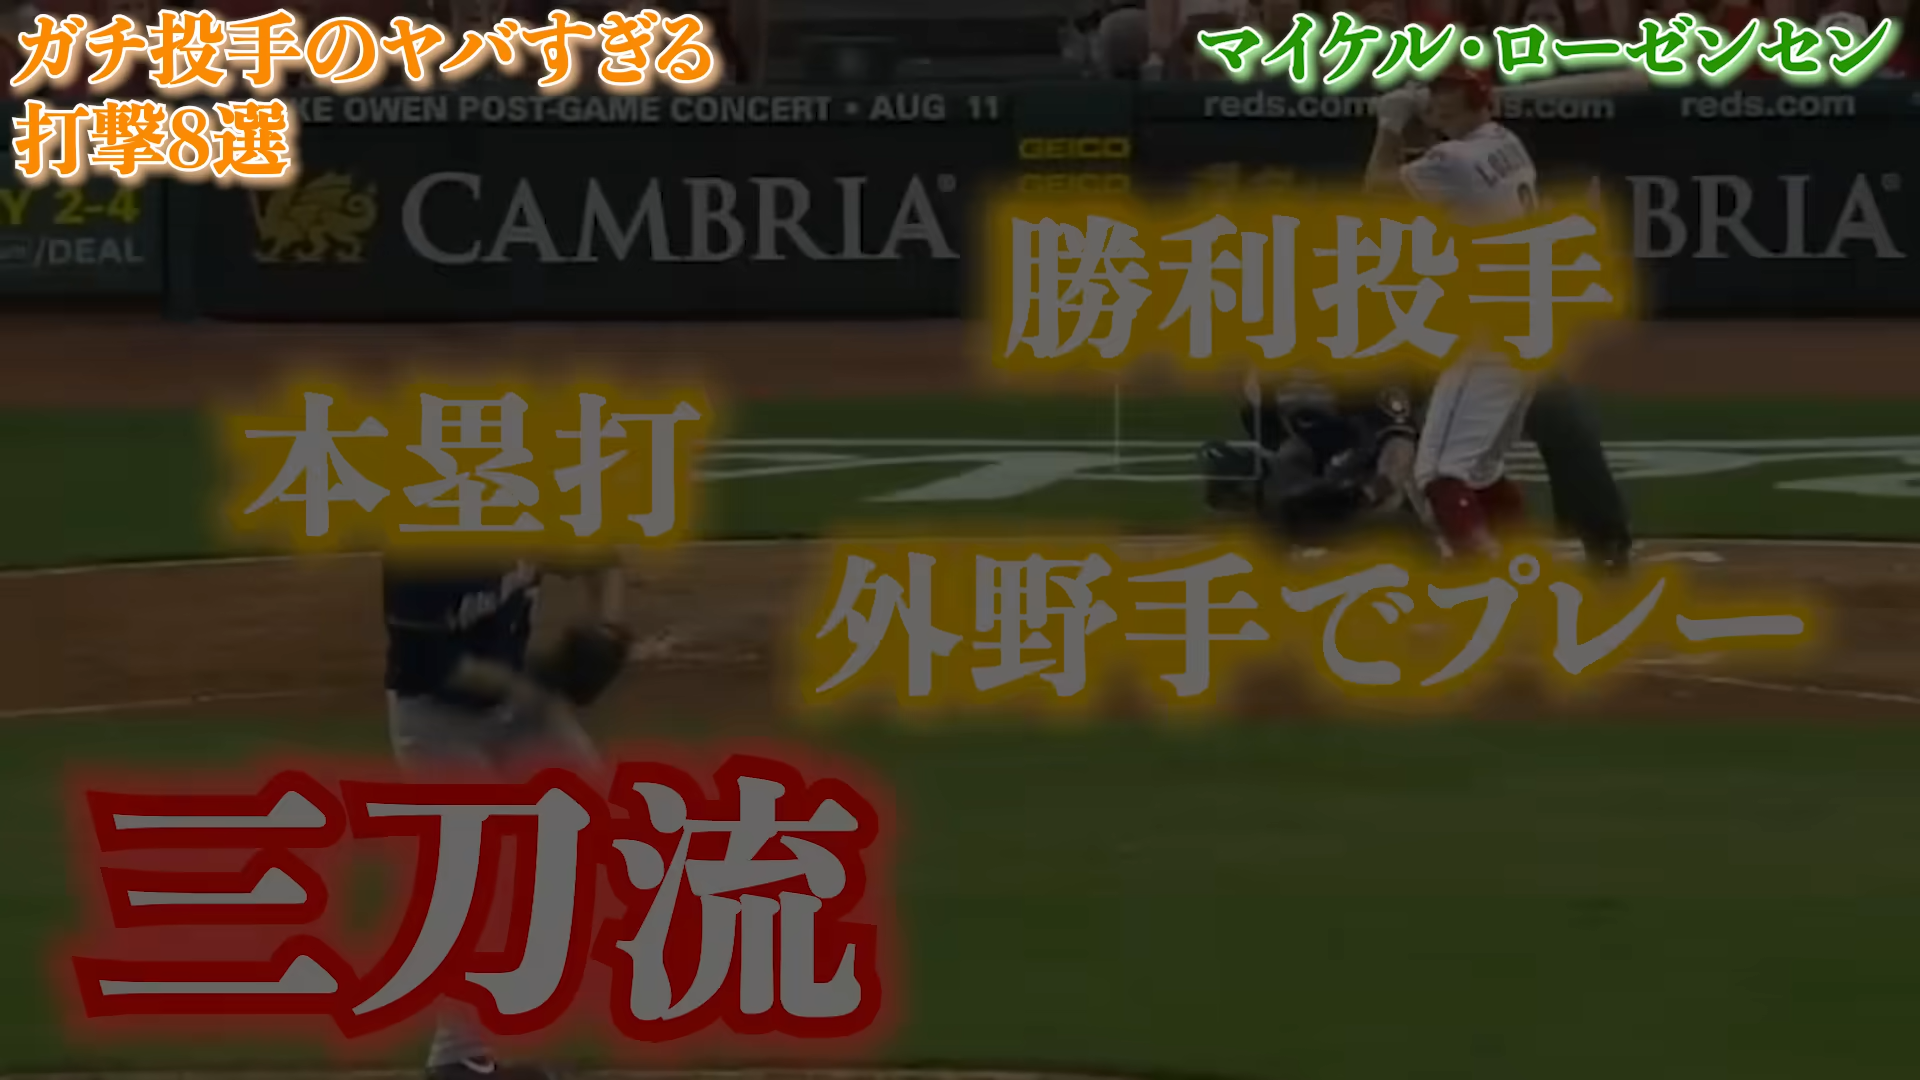 ガチ投手のヤバすぎる
打撃8選
マイケル・ローゼンセン
KE OWEN POST-GAME CONCERT • AUG 11
reds.com
reds.com
GEICO
GEICO
Y 2-4
/DEAL
CAMBRIA®
BRIA®
勝利投手
本塁打
外野手でプレー
三刀流